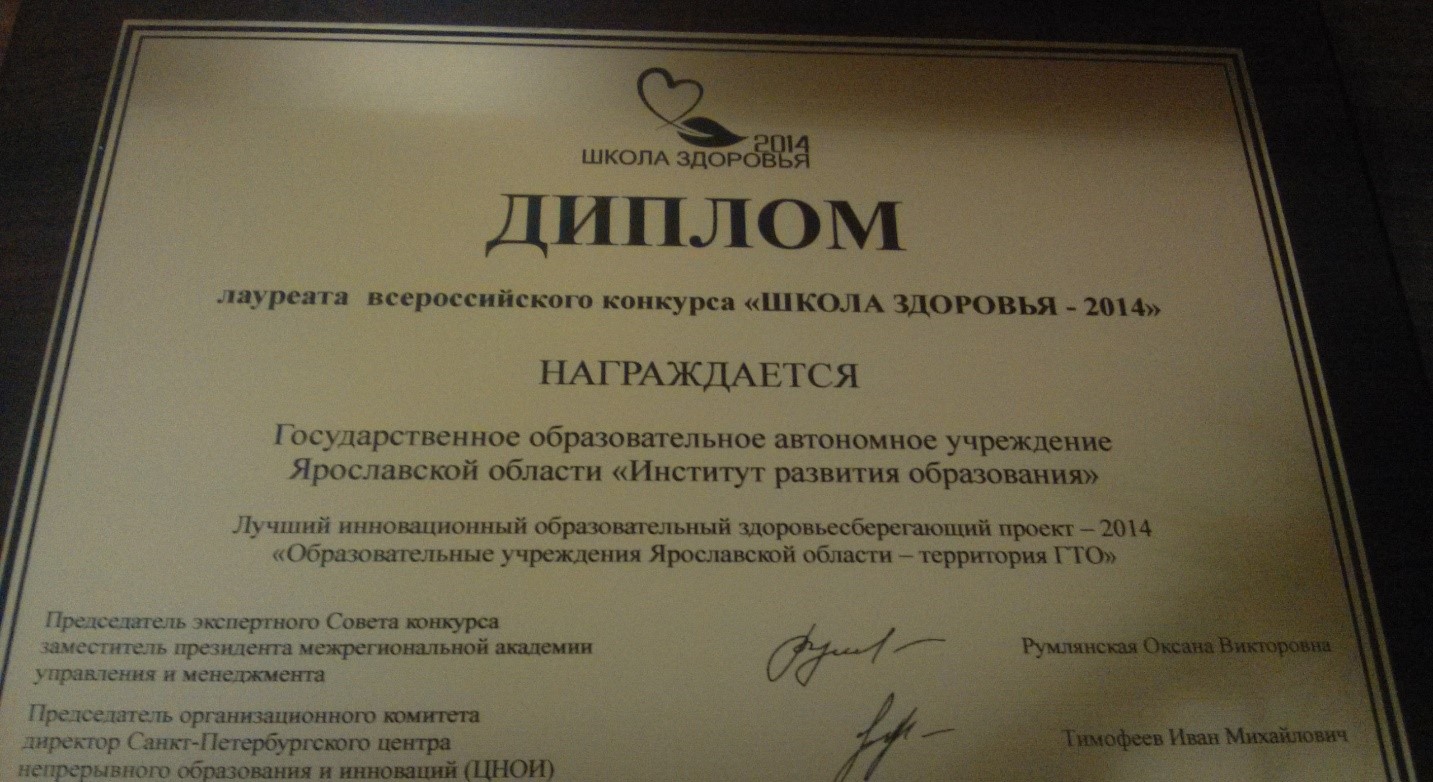 2014
ШКОЛА ЗДОРОВЬЯ
ДИПЛОМ
лауреата всероссийского конкурса «ШКОЛА ЗДОРОВЬЯ - 2014»
НАГРАЖДАЕТСЯ
Государственное образовательное автономное учреждение
Ярославской области «Институт развития образования»
Лучший инновационный образовательный здоровьесберегающий проект – 2014
«Образовательные учреждения Ярославской области – территория ГТО»
Председатель экспертного Совета конкурса
заместитель президента межрегиональной академии
управления и менеджмента
Румлянская Оксана Викторовна
Председатель организационного комитета
директор Санкт-Петербургского центра
непрерывного образования и инноваций (ЦНОИ)
Тимофеев Иван Михайлович